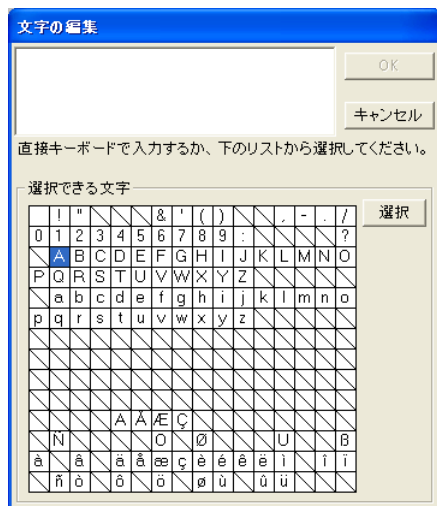 文字の編集
OK
キャンセル
直接キーボードで入力するか、下のリストから選択してください。
選択できる文字
選択
! " & ' ( ) , - . /
0 1 2 3 4 5 6 7 8 9 : ?
A B C D E F G H I J K L M N O
P Q R S T U V W X Y Z
a b c d e f g h i j k l m n o
p q r s t u v w x y z
Ä Å Æ Ç
Ñ Ö Ø Ü ß
à â ä å æ ç è é ê ë ì î ï
ñ ò ô ö ø ù û ü